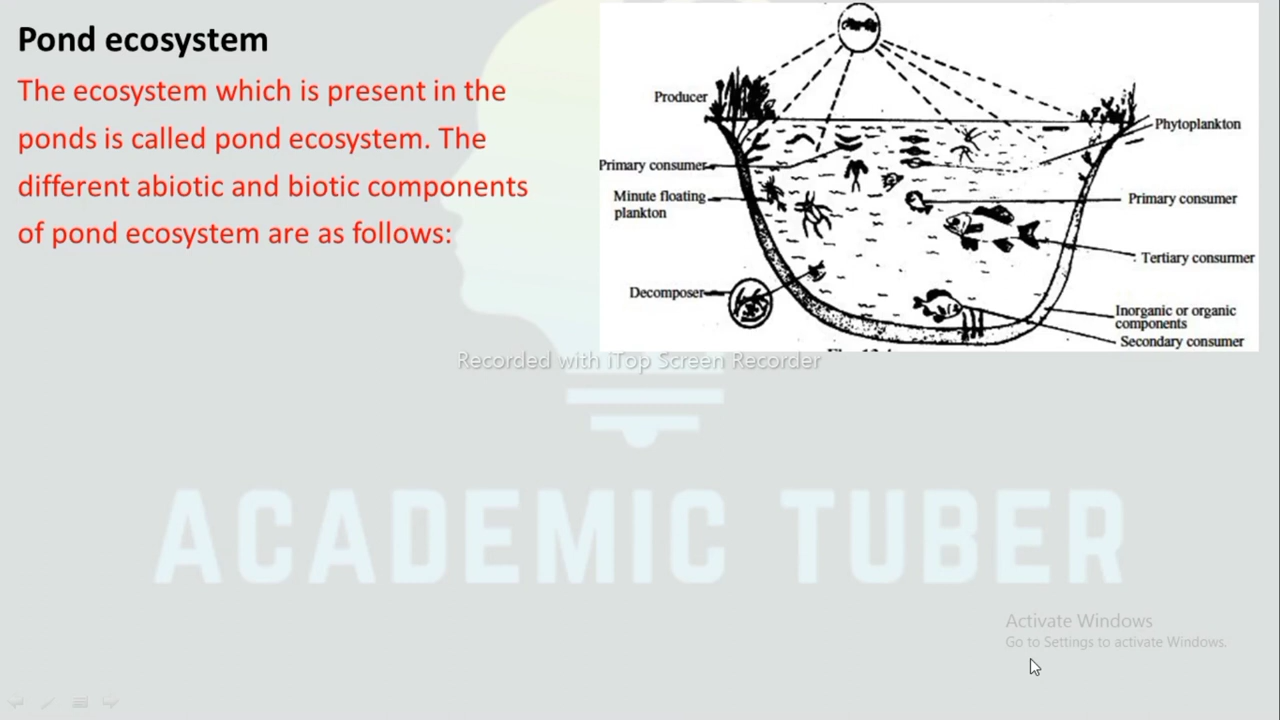 Pond ecosystem
The ecosystem which is present in the
ponds is called pond ecosystem. The
different abiotic and biotic components
of pond ecosystem are as follows:
Producer
Primary consumer
Minute floating
plankton
Decomposer
Phytoplankton
Primary consumer
Tertiary consurmer
Inorganic or organic
components
Secondary consumer
Recorded with iTop Screen Recorder
ACADEMIC TUBER
Activate Windows
Go to Settings to activate Windows.